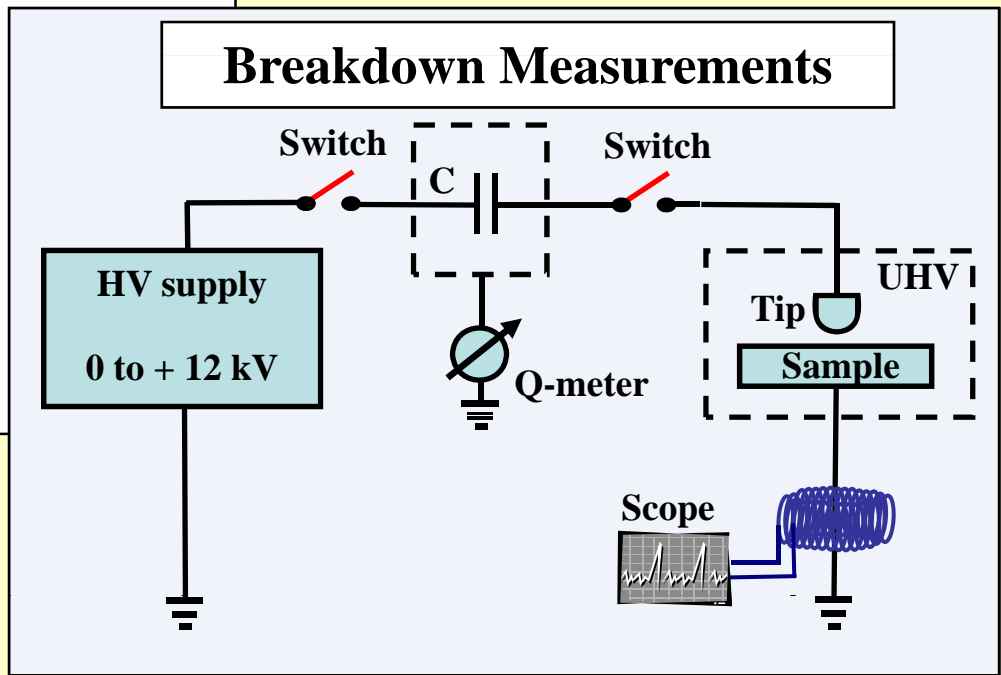 Breakdown Measurements
Switch
Switch
C
HV supply
0 to + 12 kV
UHV
Tip
Sample
Q-meter
Scope